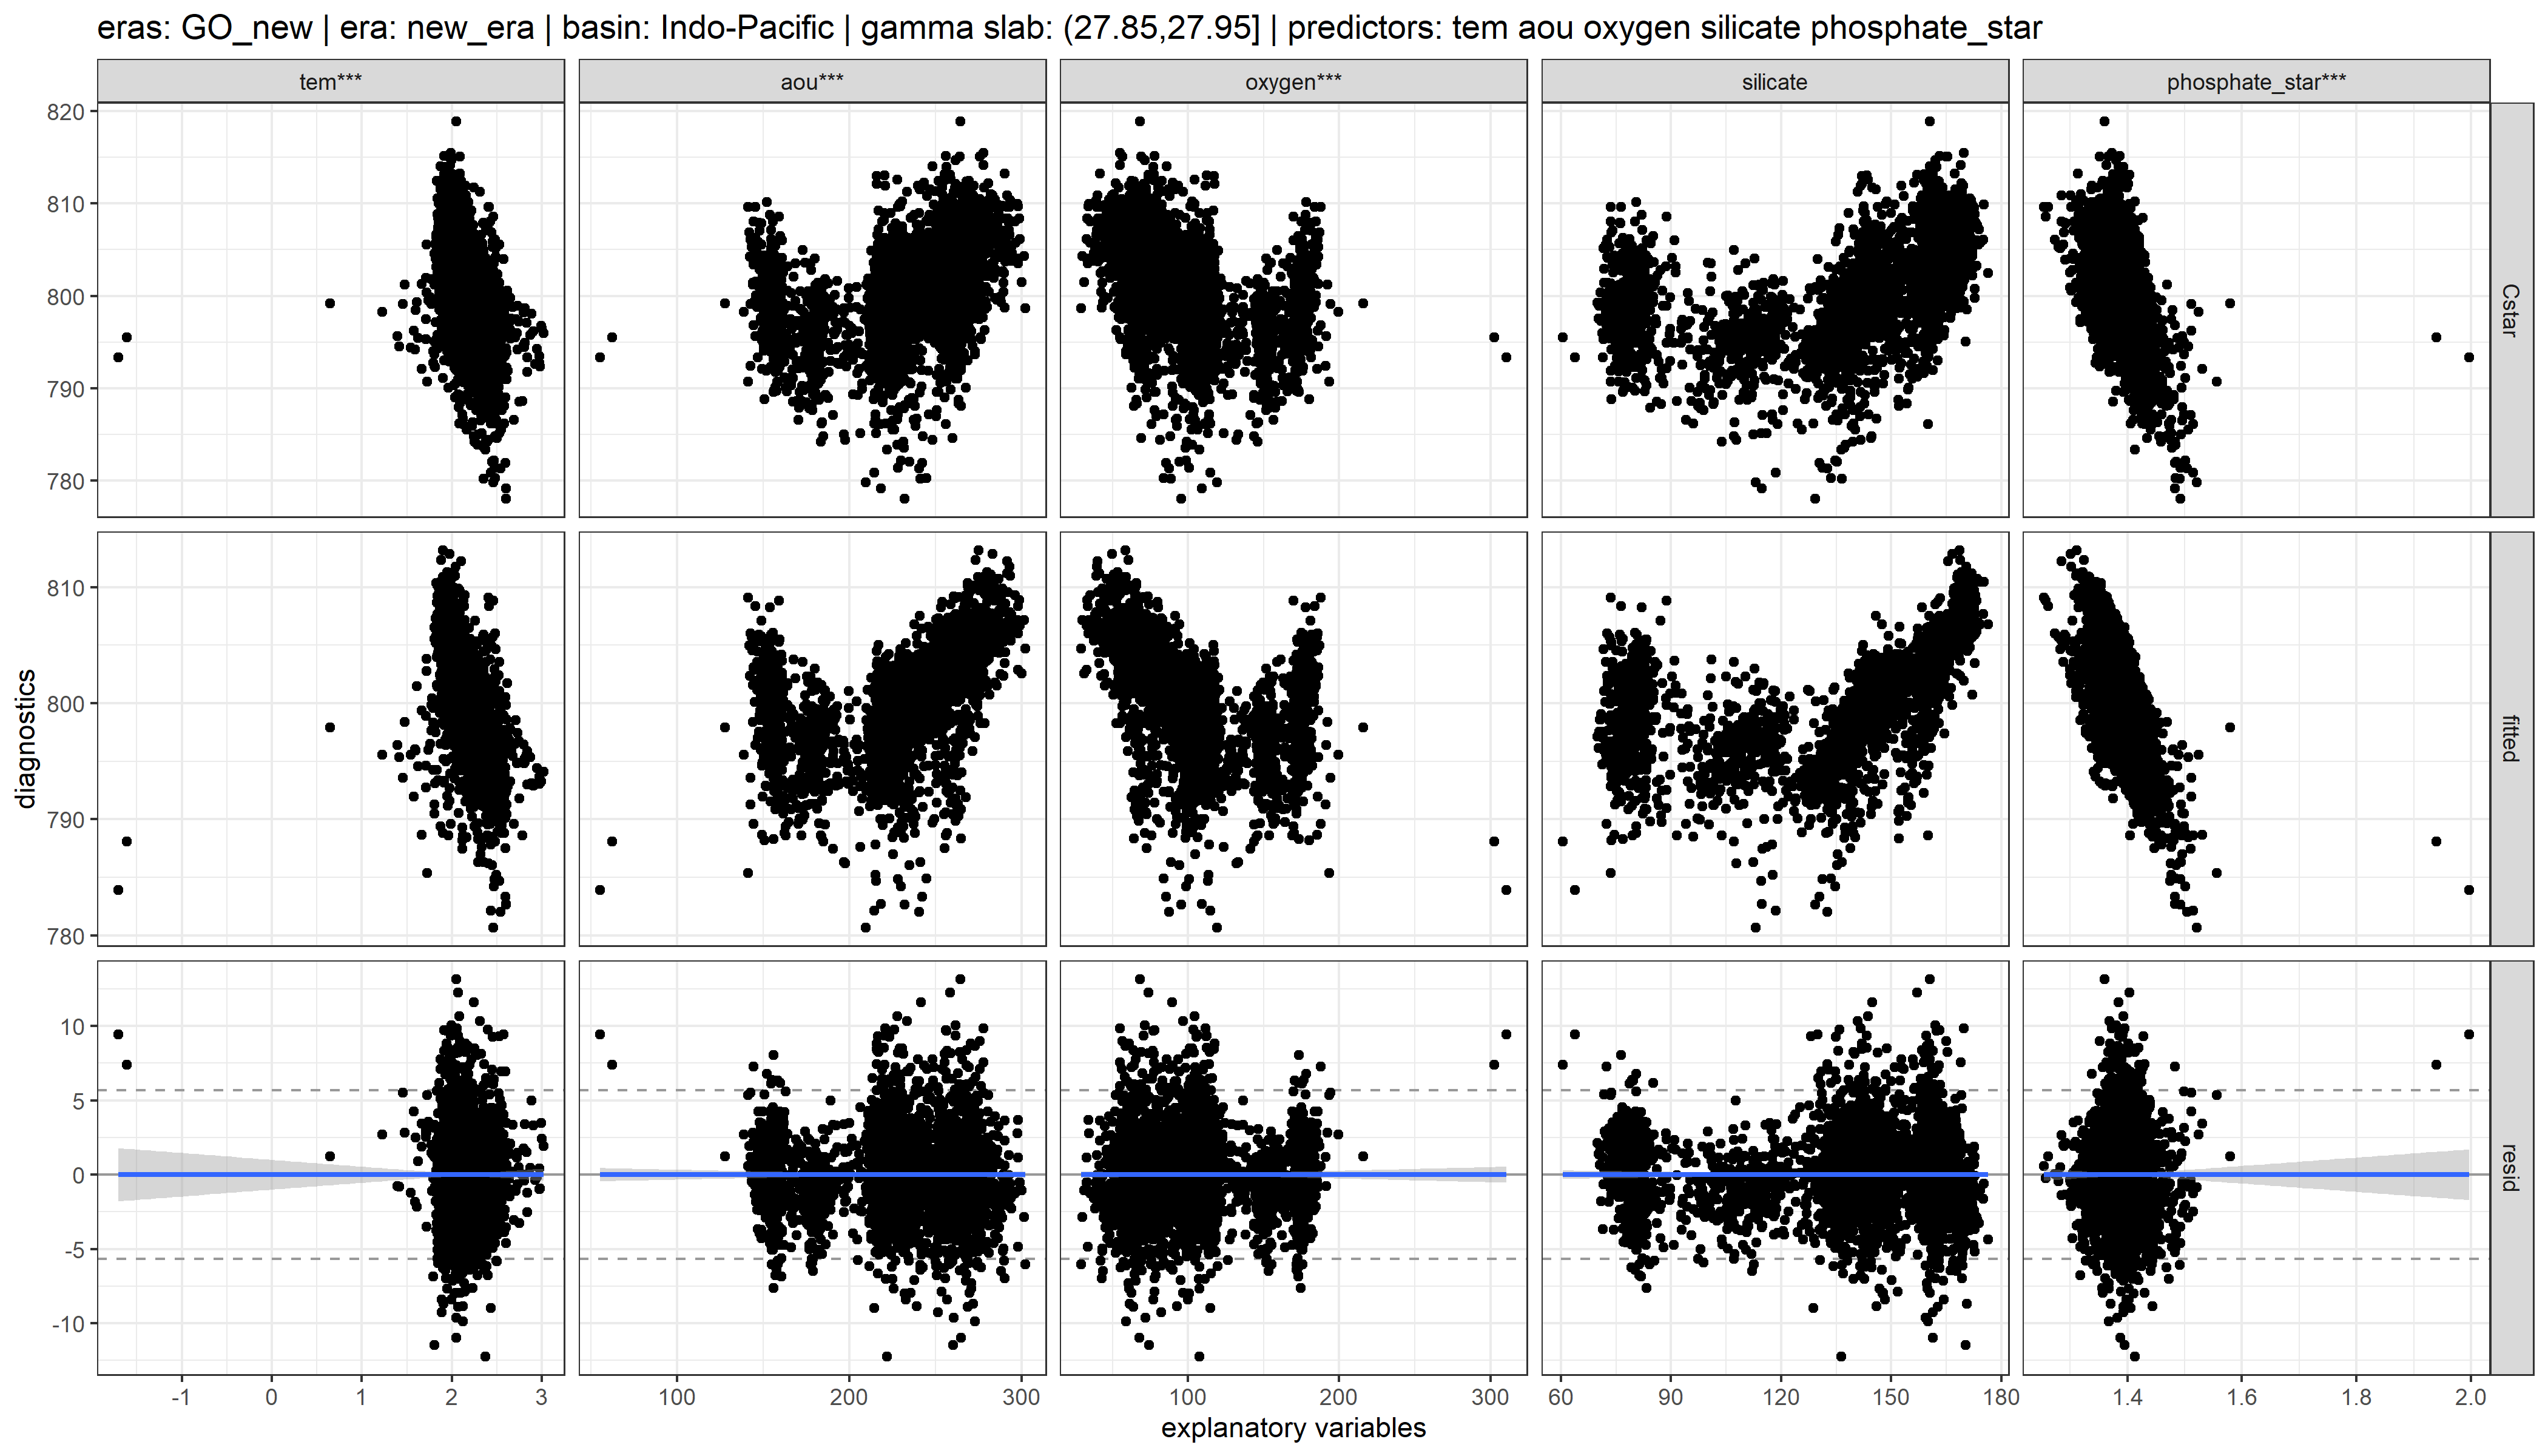 eras: GO_new | era: new_era | basin: Indo-Pacific | gamma slab: (27.85,27.95] | predictors: tem aou oxygen silicate phosphate_star
tem*** aou*** oxygen*** silicate phosphate_star***
820
810
800
790
780
Cstar
810
800
790
780
fitted
diagnostics
10
5
0
-5
-10
resid
-1 0 1 2 3 100 200 300 100 200 300 60 90 120 150 180 1.4 1.6 1.8 2.0
explanatory variables